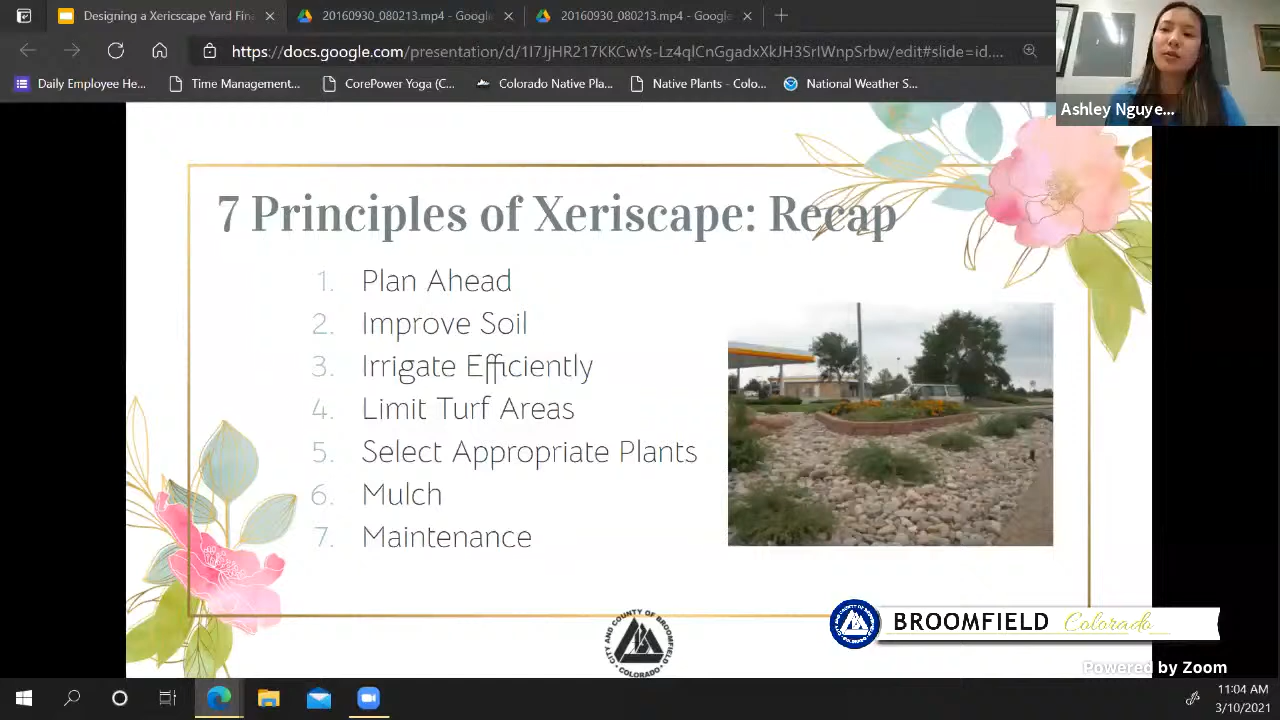 Designing a Xericscape Yard Fina
20160930_080213.mp4 - Googl
20160930_080213.mp4 - Google
https://docs.google.com/presentation/d/1l7JjHR217KKCwYs-Lz4qlCnGgadxXkJH3SrIWnpSrbw/edit#slide=id....
Daily Employee He...
Time Management...
CorePower Yoga (C...
Colorado Native Pla...
Native Plants - Colo...
National Weather S...
Ashley Nguye...
7 Principles of Xeriscape: Recap
1. Plan Ahead
2. Improve Soil
3. Irrigate Efficiently
4. Limit Turf Areas
5. Select Appropriate Plants
6. Mulch
7. Maintenance
CITY AND COUNTY OF BROOMFIELD
COLORADO
BROOMFIELD Colorado
Powered by Zoom
11:04 AM
3/10/2021